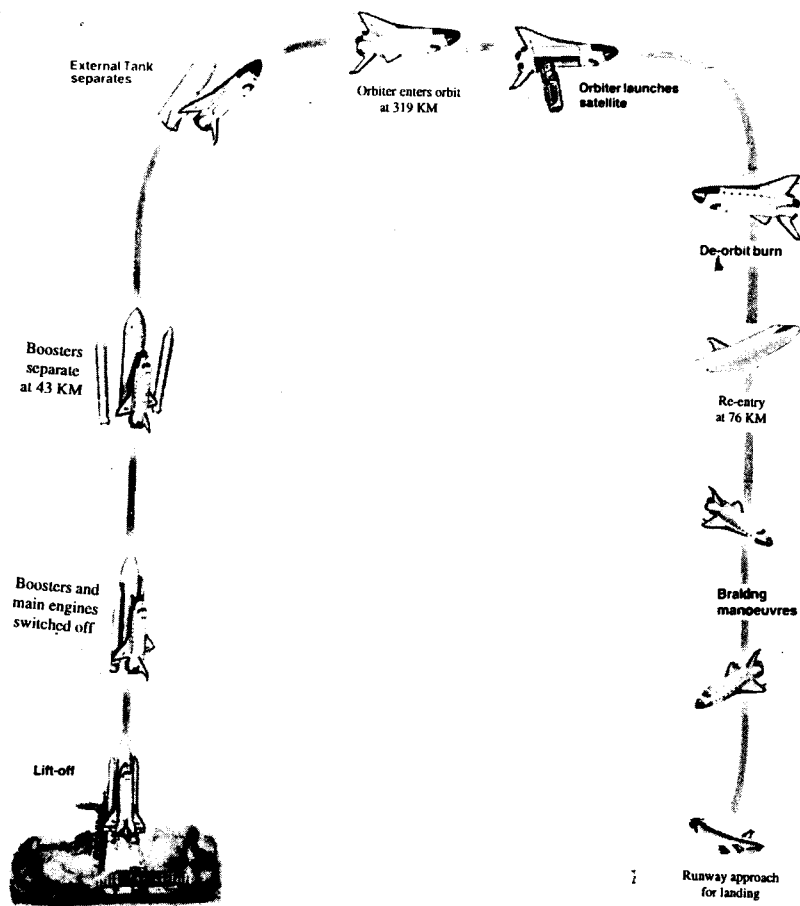 External Tank
separates
Orbiter enters orbit
at 319 KM
Orbiter launches
satellite
De-orbit burn
Boosters
separate
at 43 KM
Re-entry
at 76 KM
Boosters and
main engines
switched off
Braking
manoeuvres
Lift-off
Runway approach
for landing